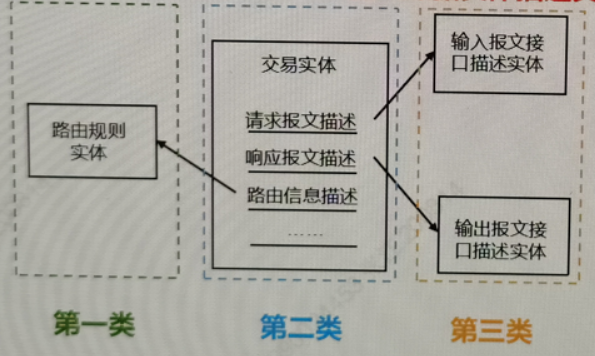 路由规则
实体
交易实体
请求报文描述
响应报文描述
路由信息描述
……
输入报文接
口描述实体
输出报文接
口描述实体
第一类
第二类
第三类